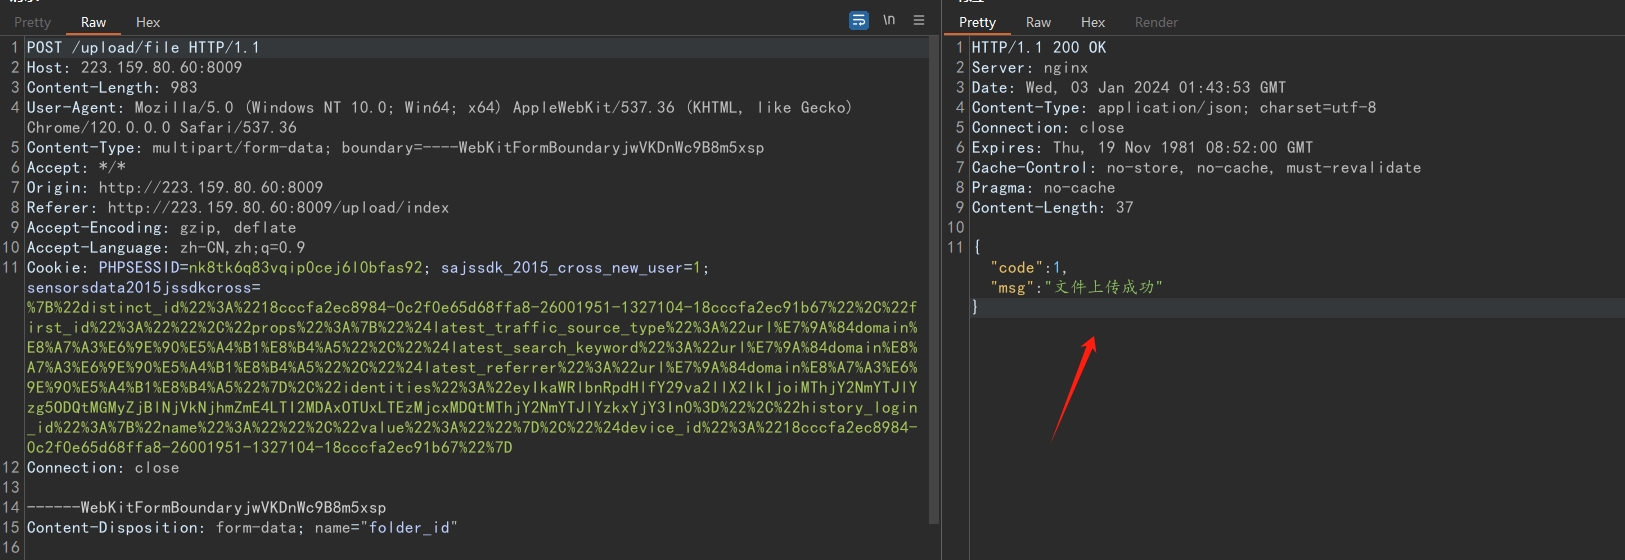 Pretty Raw Hex \n
1 POST /upload/file HTTP/1.1
2 Host: 223.159.80.60:8009
3 Content-Length: 983
4 User-Agent: Mozilla/5.0 (Windows NT 10.0; Win64; x64) AppleWebKit/537.36 (KHTML, like Gecko)
Chrome/120.0.0.0 Safari/537.36
5 Content-Type: multipart/form-data; boundary=----WebKitFormBoundaryjwVKDnWc9B8m5xsp
6 Accept: */*
7 Origin: http://223.159.80.60:8009
8 Referer: http://223.159.80.60:8009/upload/index
9 Accept-Encoding: gzip, deflate
10 Accept-Language: zh-CN,zh;q=0.9
11 Cookie: PHPSESSID=nk8tk6q83vqip0cej6l0bfas92; sajssdk_2015_cross_new_user=1;
sensorsdata2015jssdkcross=
%7B%22distinct_id%22%3A%2218cccfa2ec8984-0c2f0e65d68ffa8-26001951-1327104-18cccfa2ec91b67%22%2C%22f
irst_id%22%3A%22%22%2C%22props%22%3A%7B%22%24latest_traffic_source_type%22%3A%22url%E7%9A%84domain%
E8%A7%A3%E6%9E%90%E5%A4%B1%E8%B4%A5%22%2C%22%24latest_search_keyword%22%3A%22url%E7%9A%84domain%E8%
A7%A3%E6%9E%90%E5%A4%B1%E8%B4%A5%22%2C%22%24latest_referrer%22%3A%22url%E7%9A%84domain%E8%A7%A3%E6%
9E%90%E5%A4%B1%E8%B4%A5%22%7D%2C%22identities%22%3A%22eyIkaWRlbnRpdHlfY29va2llX2lkIjoiMThjY2NmYTJlY
zg5ODQtMGMyZjBlNjVkNjhmZmE4LTI2MDAxOTUxLTEzMjcxMDQtMThjY2NmYTJlYzkxYjY3In0%3D%22%2C%22history_login
_id%22%3A%7B%22name%22%3A%22%22%2C%22value%22%3A%22%22%7D%2C%22%24device_id%22%3A%2218cccfa2ec8984-
0c2f0e65d68ffa8-26001951-1327104-18cccfa2ec91b67%22%7D
12 Connection: close
13
14 ------WebKitFormBoundaryjwVKDnWc9B8m5xsp
15 Content-Disposition: form-data; name="folder_id"
16
Pretty Raw Hex Render
1 HTTP/1.1 200 OK
2 Server: nginx
3 Date: Wed, 03 Jan 2024 01:43:53 GMT
4 Content-Type: application/json; charset=utf-8
5 Connection: close
6 Expires: Thu, 19 Nov 1981 08:52:00 GMT
7 Cache-Control: no-store, no-cache, must-revalidate
8 Pragma: no-cache
9 Content-Length: 37
10
11 {
"code":1,
"msg":"文件上传成功"
}